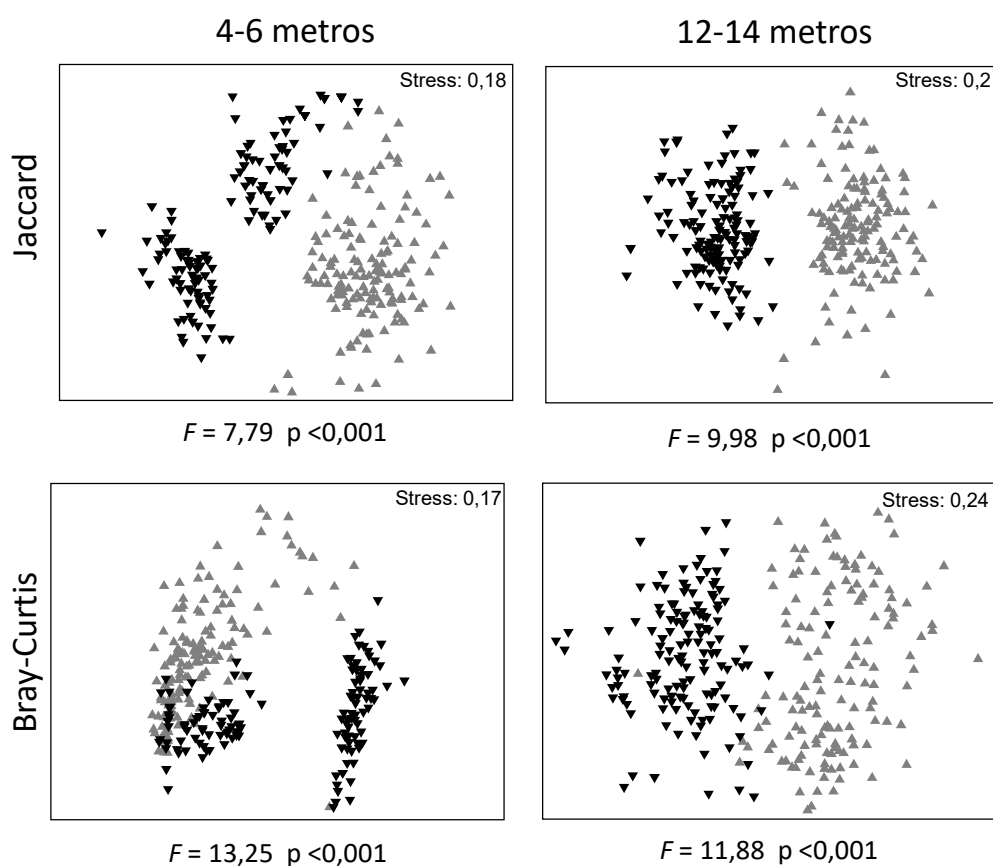 4-6 metros
12-14 metros
Jaccard
Stress: 0,18
Stress: 0,2
F = 7,79 p <0,001
F = 9,98 p <0,001
Bray-Curtis
Stress: 0,17
Stress: 0,24
F = 13,25 p <0,001
F = 11,88 p <0,001